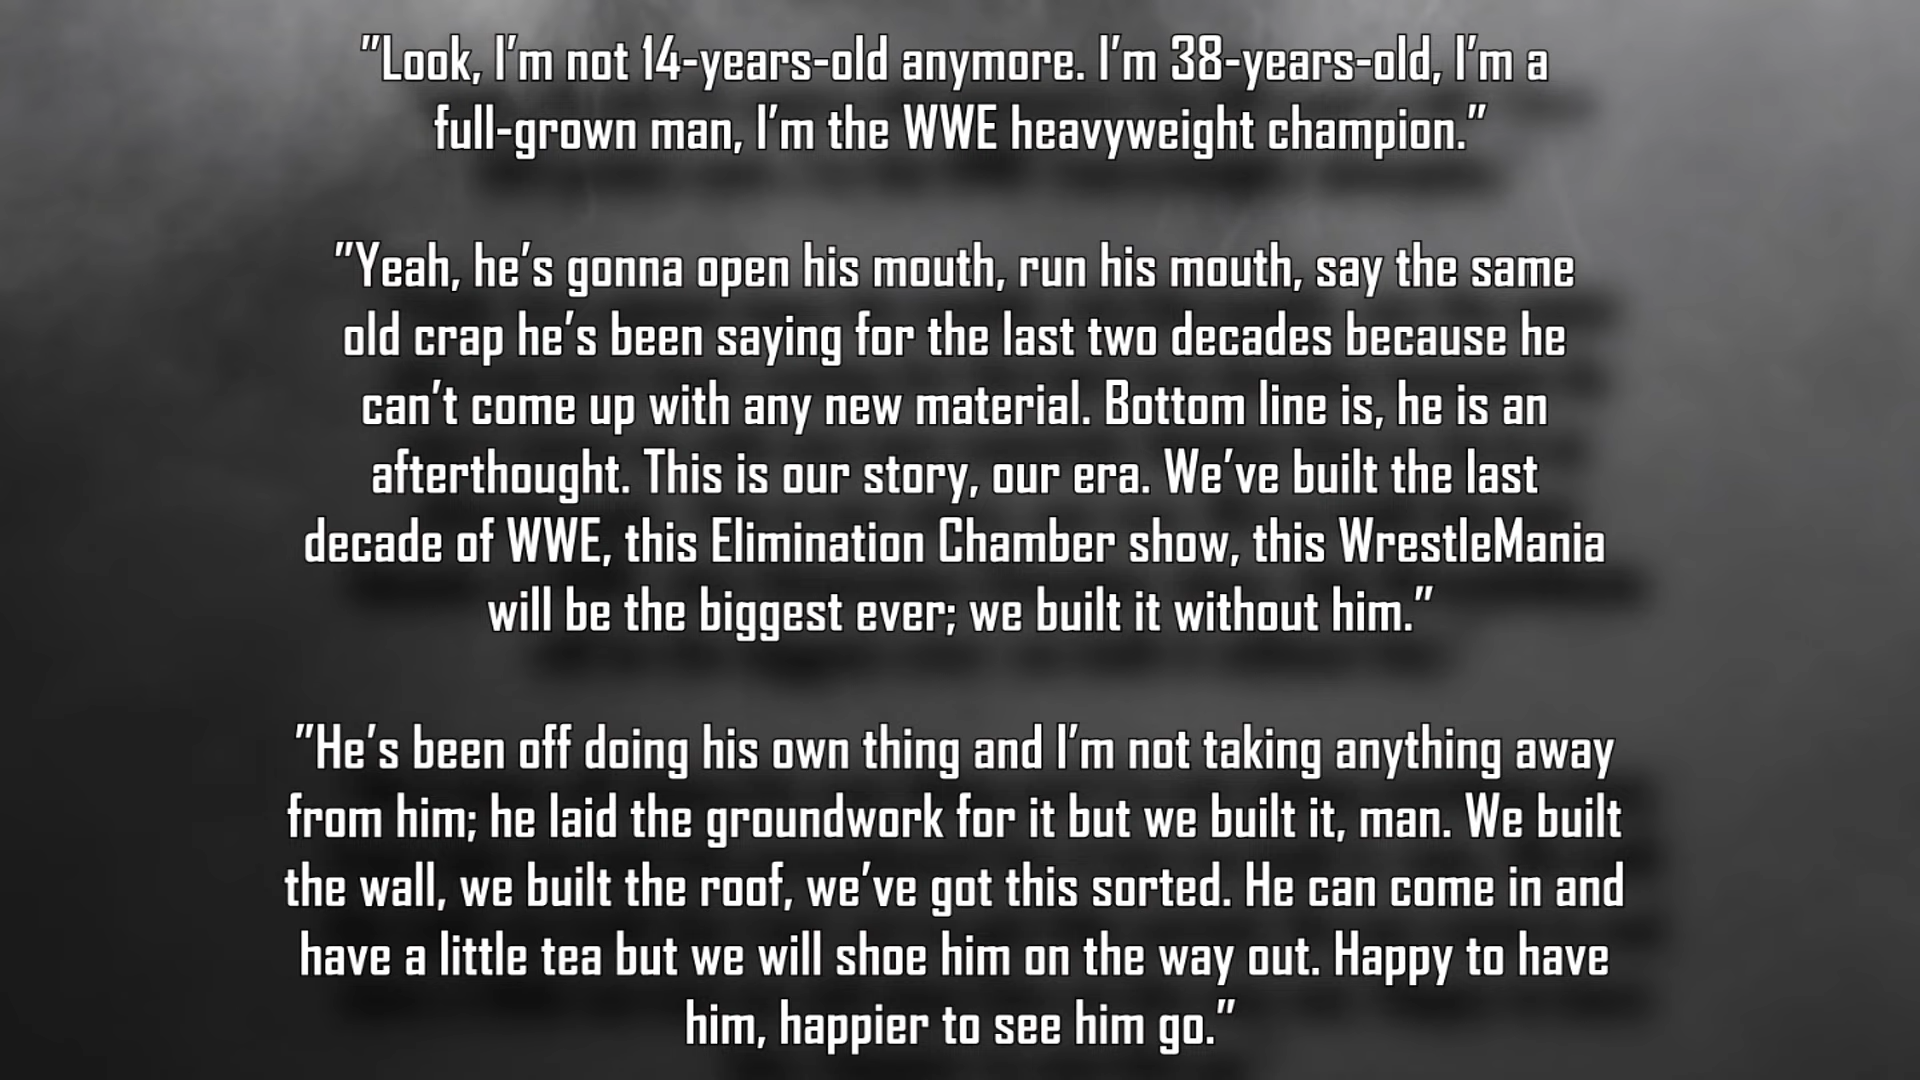 "Look, I'm not 14-years-old anymore. I'm 38-years-old, I'm a
full-grown man, I'm the WWE heavyweight champion."
"Yeah, he's gonna open his mouth, run his mouth, say the same
old crap he's been saying for the last two decades because he
can't come up with any new material. Bottom line is, he is an
afterthought. This is our story, our era. We've built the last
decade of WWE, this Elimination Chamber show, this WrestleMania
will be the biggest ever; we built it without him."
"He's been off doing his own thing and I'm not taking anything away
from him; he laid the groundwork for it but we built it, man. We built
the wall, we built the roof, we've got this sorted. He can come in and
have a little tea but we will shoe him on the way out. Happy to have
him, happier to see him go."